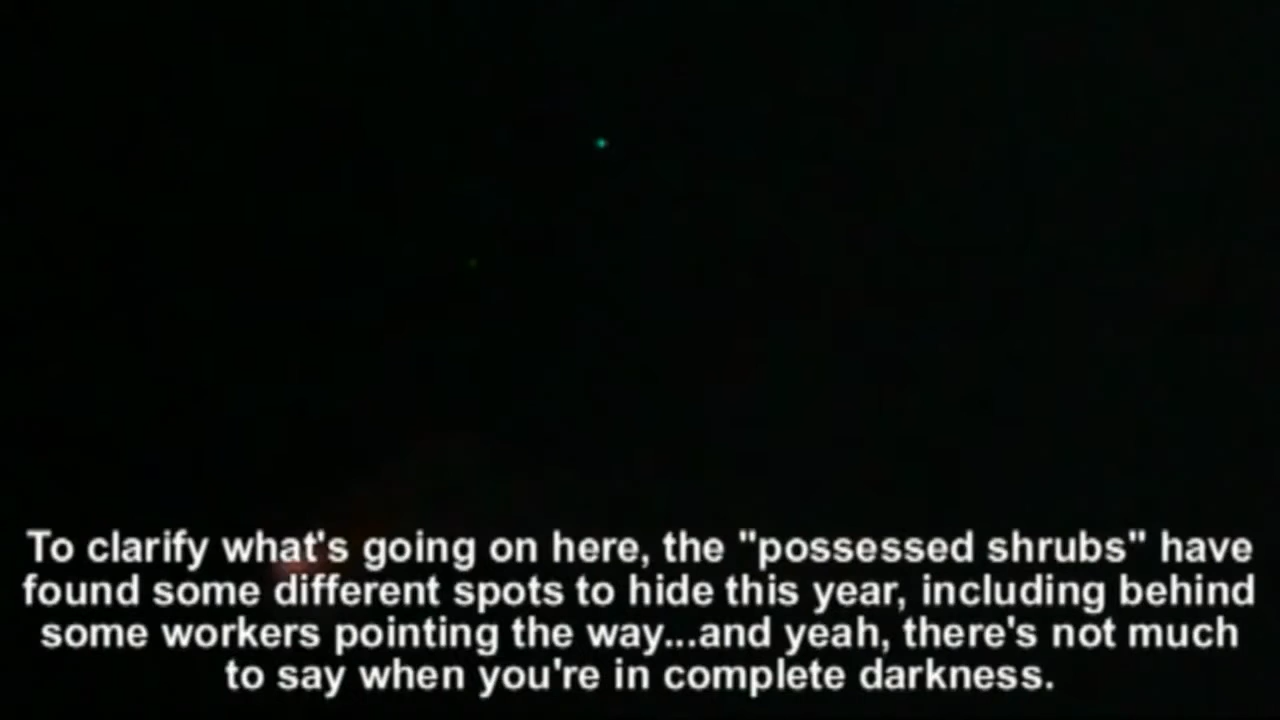 To clarify what's going on here, the "possessed shrubs" have
found some different spots to hide this year, including behind
some workers pointing the way...and yeah, there's not much
to say when you're in complete darkness.